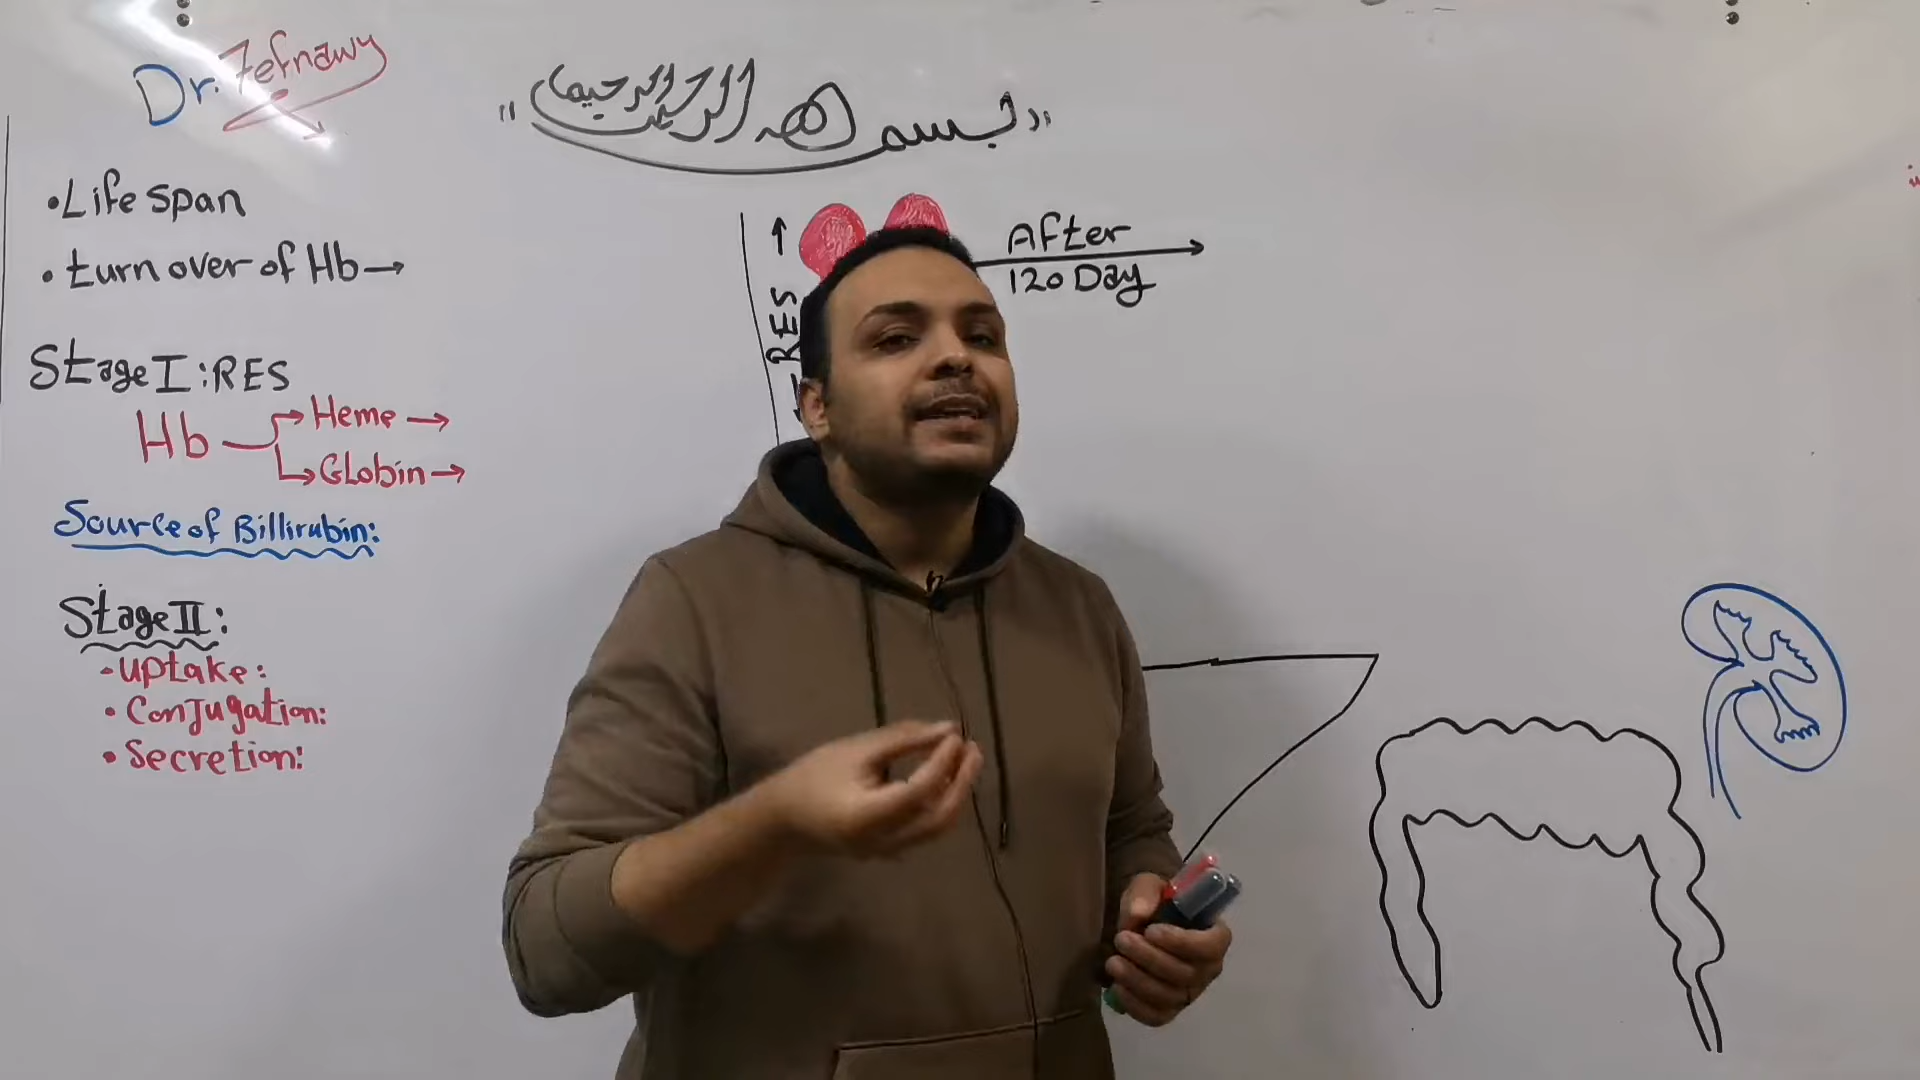 Dr. Zefnawy
"بسم الله الرحمن الرحيم"
• Life span
• turn over of Hb →
Stage I : RES
Hb → Heme →
→ Globin →
Source of Billirubin:
Stage II :
• uptake:
• Conjugation:
• Secretion:
← RES →
After
120 Day